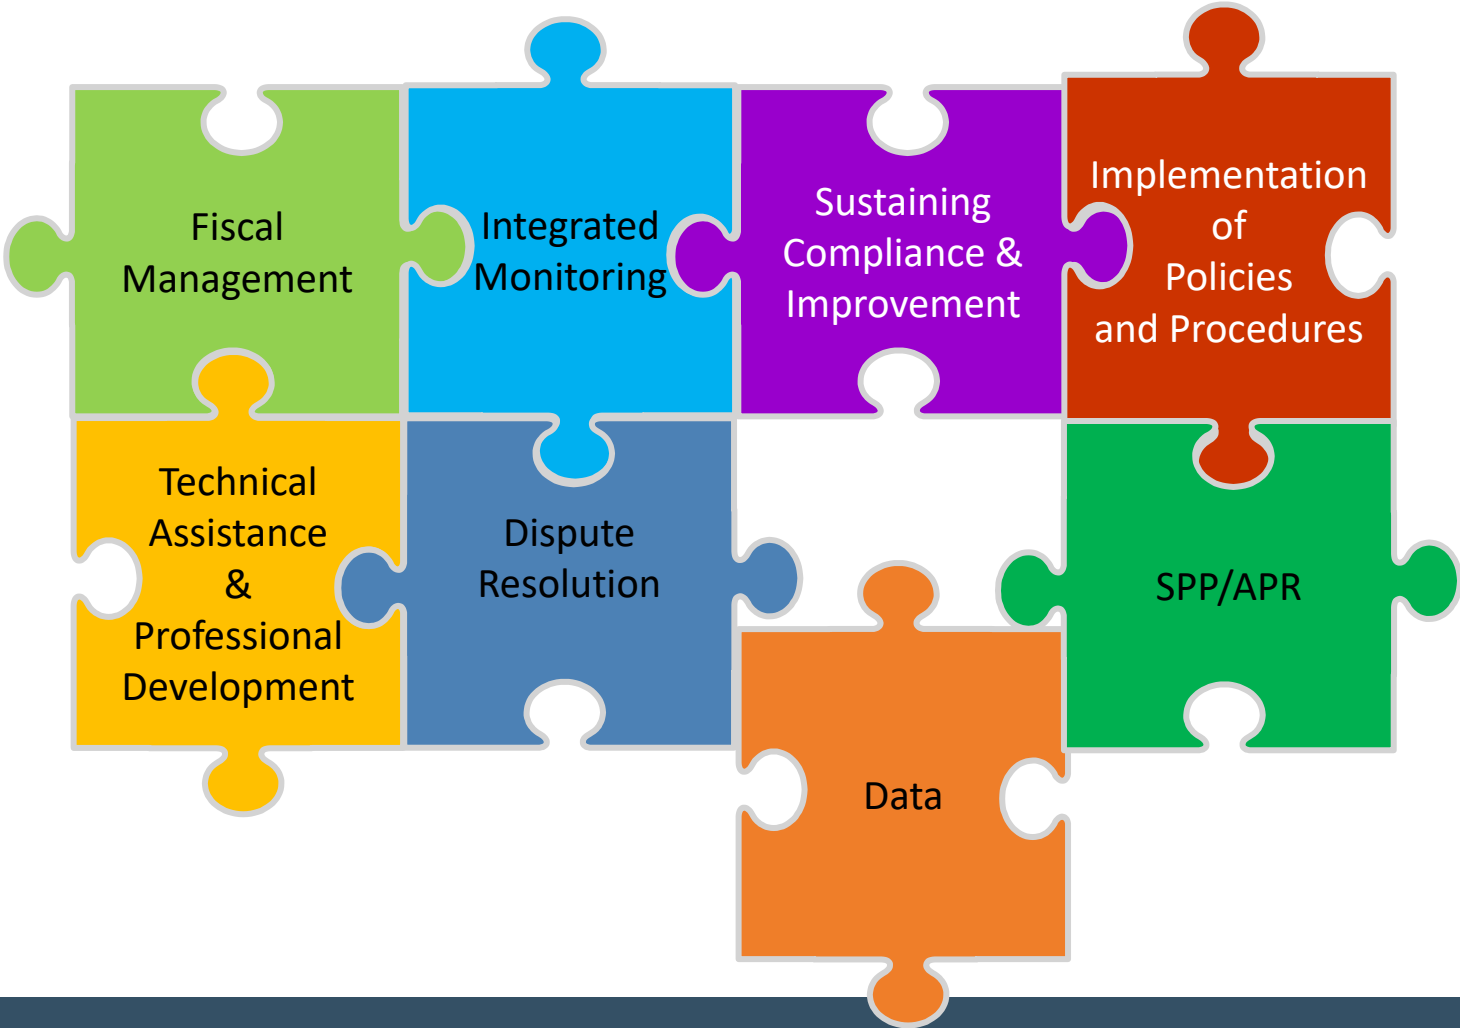 Fiscal
Management
Integrated
Monitoring
Sustaining
Compliance &
Improvement
Implementation
of
Policies
and Procedures
Technical
Assistance
&
Professional
Development
Dispute
Resolution
SPP/APR
Data